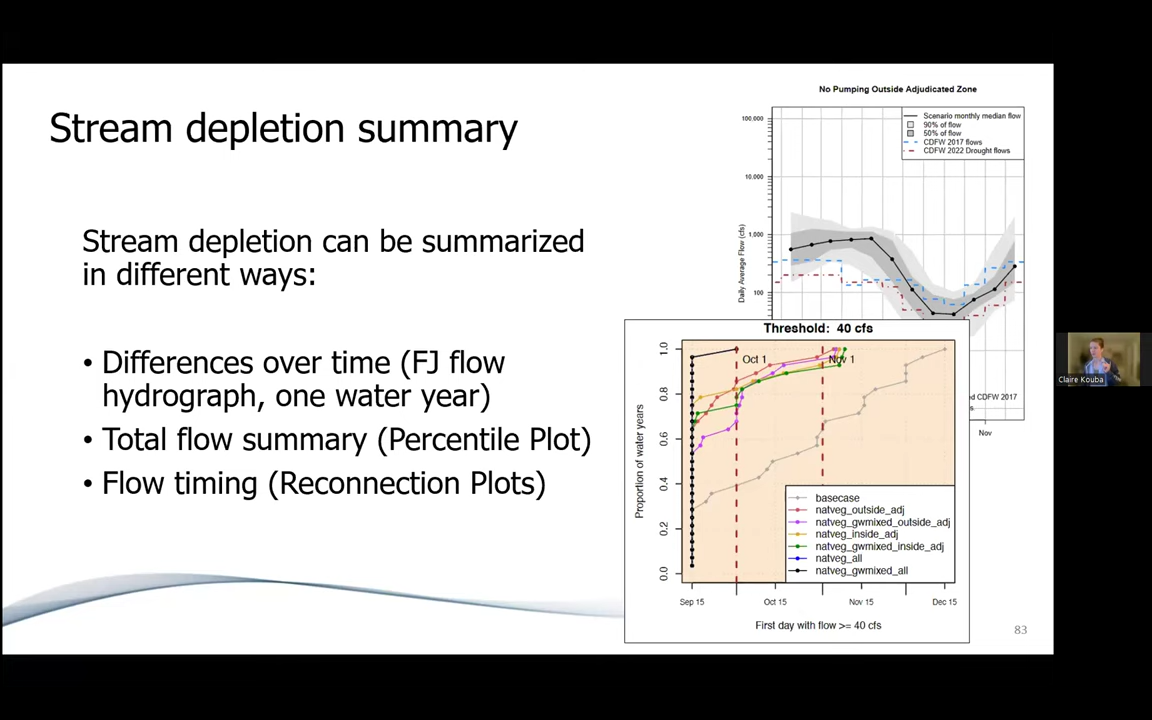 Stream depletion summary
Stream depletion can be summarized
in different ways:
• Differences over time (FJ flow
hydrograph, one water year)
• Total flow summary (Percentile Plot)
• Flow timing (Reconnection Plots)
No Pumping Outside Adjudicated Zone
Scenario monthly median flow
90% of flow
50% of flow
CDFW 2017 flows
CDFW 2022 Drought flows
Daily Average Flow (cfs)
100,000
10,000
1,000
100
CDFW 2017
Nov
Threshold: 40 cfs
Oct 1
Nov 1
Proportion of water years
1.0
0.8
0.6
0.4
0.2
0.0
basecase
natveg_outside_adj
natveg_gwmixed_outside_adj
natveg_inside_adj
natveg_gwmixed_inside_adj
natveg_all
natveg_gwmixed_all
Sep 15
Oct 15
Nov 15
Dec 15
First day with flow >= 40 cfs
83
Claire Kouba